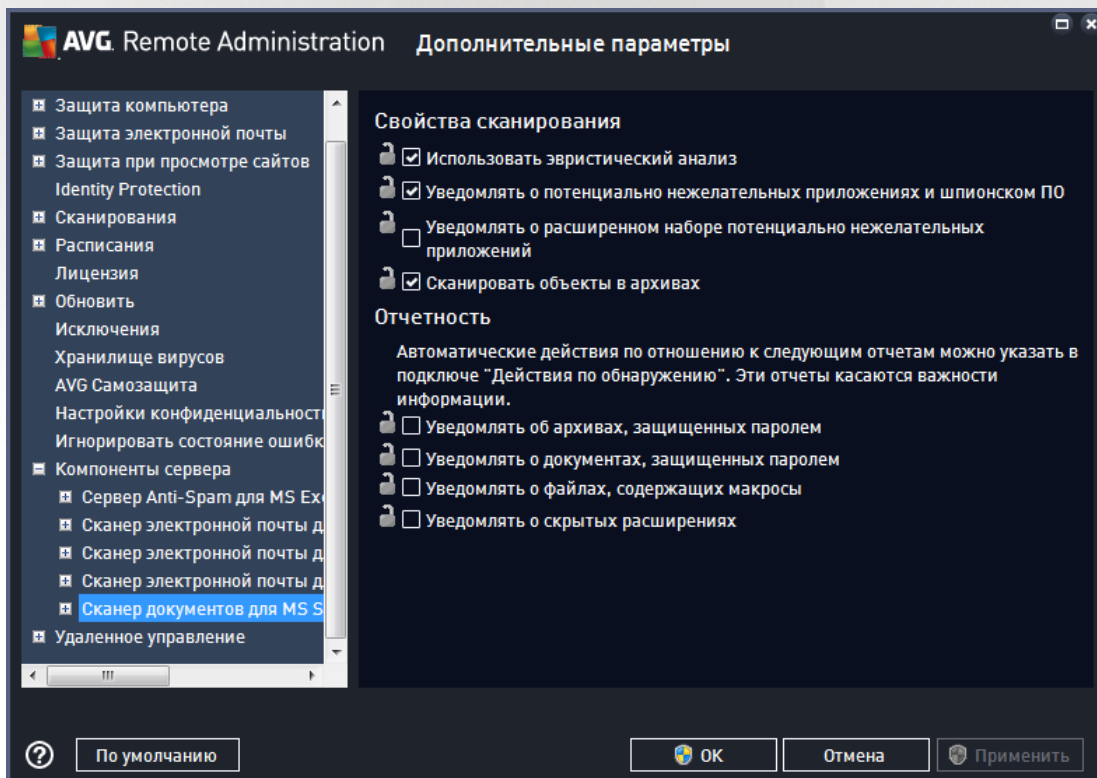 AVG. Remote Administration
Дополнительные параметры
Защита компьютера
Защита электронной почты
Защита при просмотре сайтов
Identity Protection
Сканирования
Расписания
Лицензия
Обновить
Исключения
Хранилище вирусов
AVG Самозащита
Настройки конфиденциальност
Игнорировать состояние ошибк
Компоненты сервера
Сервер Anti-Spam для MS Ex
Сканер электронной почты д
Сканер электронной почты д
Сканер электронной почты д
Сканер документов для MS S
Удаленное управление
Свойства сканирования
Использовать эвристический анализ
Уведомлять о потенциально нежелательных приложениях и шпионском ПО
Уведомлять о расширенном наборе потенциально нежелательных
приложений
Сканировать объекты в архивах
Отчетность
Автоматические действия по отношению к следующим отчетам можно указать в
подключе "Действия по обнаружению". Эти отчеты касаются важности
информации.
Уведомлять об архивах, защищенных паролем
Уведомлять о документах, защищенных паролем
Уведомлять о файлах, содержащих макросы
Уведомлять о скрытых расширениях
По умолчанию
OK
Отмена
Применить